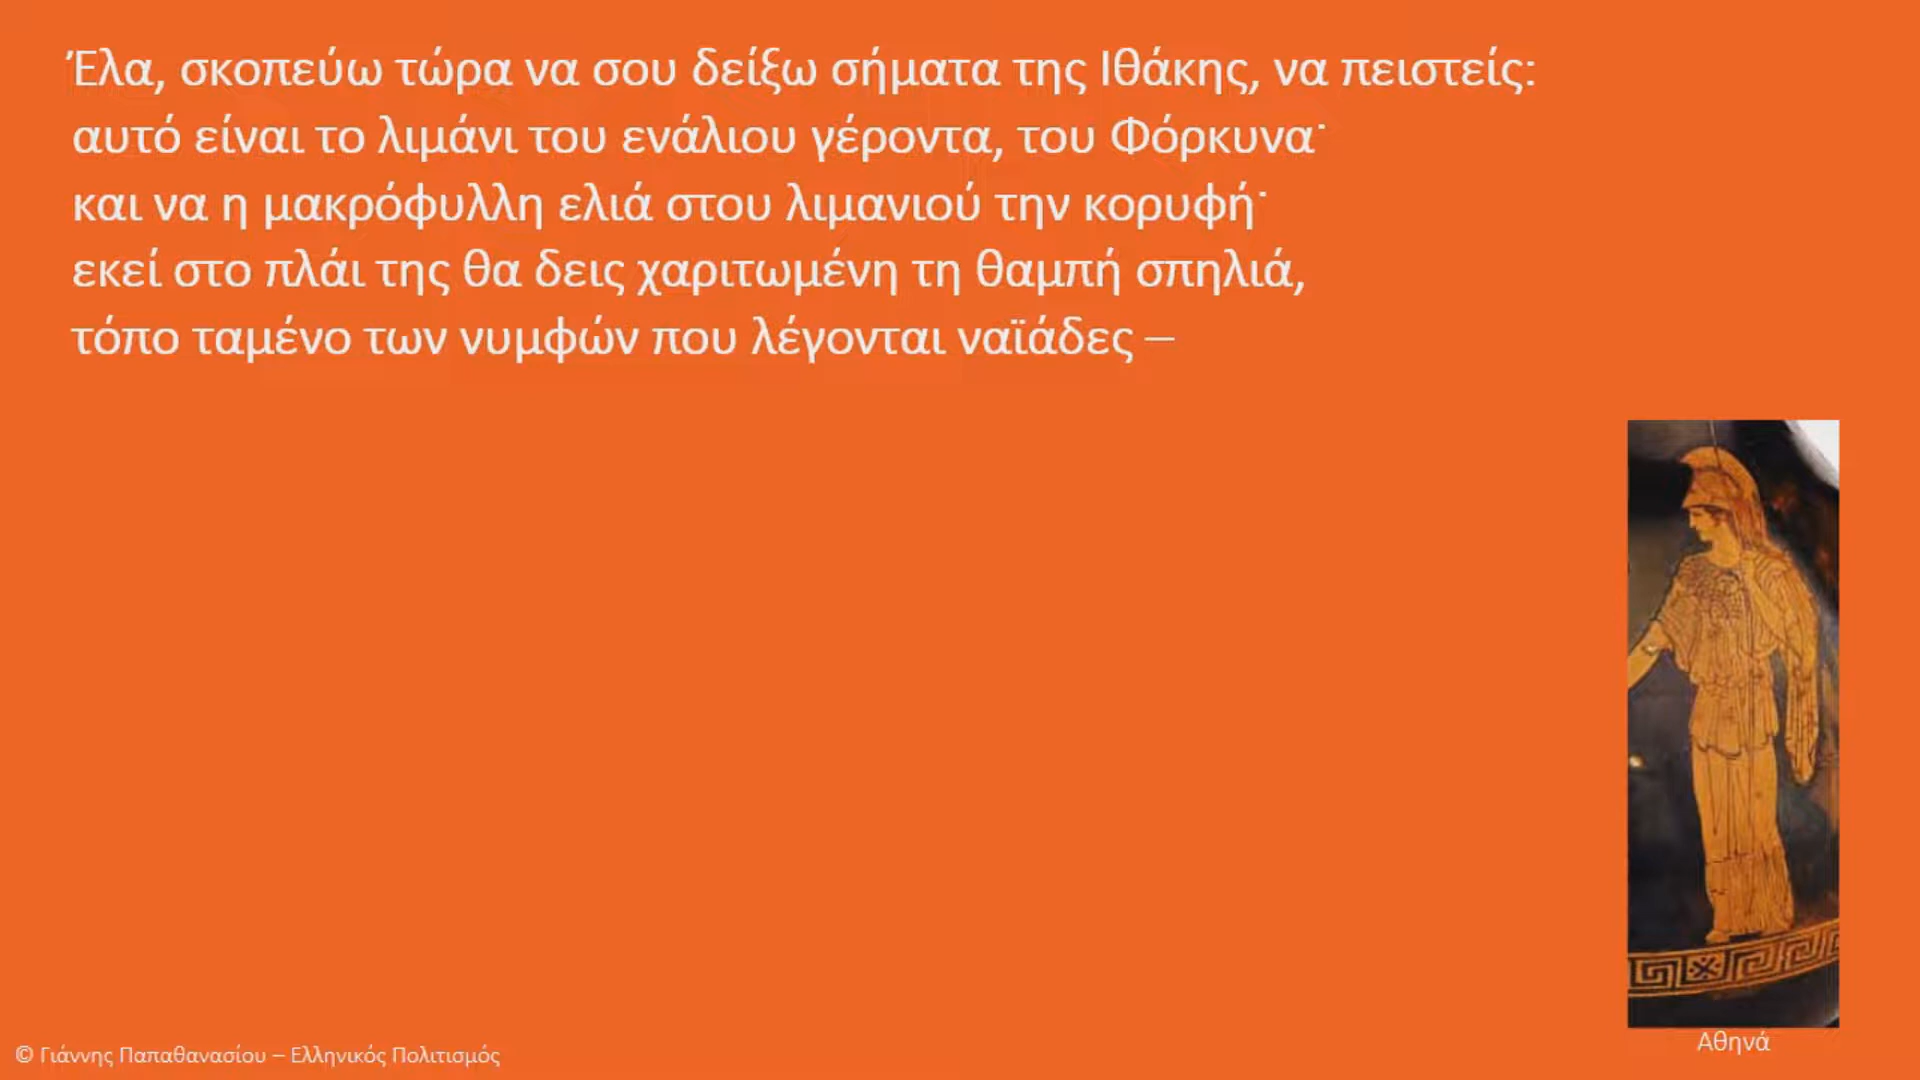 Έλα, σκοπεύω τώρα να σου δείξω σήματα της Ιθάκης, να πειστείς:
αυτό είναι το λιμάνι του ενάλιου γέροντα, του Φόρκυνα˙
και να η μακρόφυλλη ελιά στου λιμανιού την κορυφή˙
εκεί στο πλάι της θα δεις χαριτωμένη τη θαμπή σπηλιά,
τόπο ταμένο των νυμφών που λέγονται ναϊάδες –
Αθηνά
© Γιάννης Παπαθανασίου – Ελληνικός Πολιτισμός